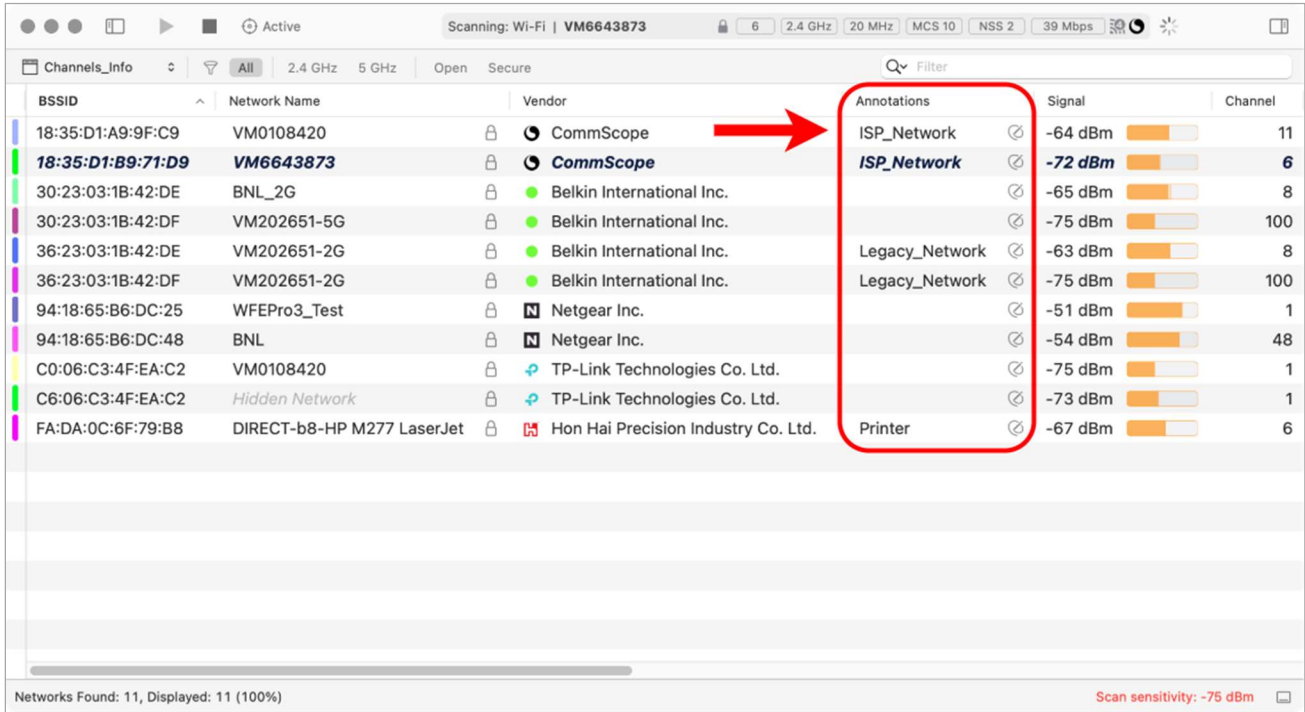 Active Scanning: Wi-Fi | VM6643873 6 2.4 GHz 20 MHz MCS 10 NSS 2 39 Mbps
Channels_Info All 2.4 GHz 5 GHz Open Secure Filter
BSSID Network Name Vendor Annotations Signal Channel
18:35:D1:A9:9F:C9 VM0108420 CommScope ISP_Network -64 dBm 11
18:35:D1:B9:71:D9 VM6643873 CommScope ISP_Network -72 dBm 6
30:23:03:1B:42:DE BNL_2G Belkin International Inc. -65 dBm 8
30:23:03:1B:42:DF VM202651-5G Belkin International Inc. -75 dBm 100
36:23:03:1B:42:DE VM202651-2G Belkin International Inc. Legacy_Network -63 dBm 8
36:23:03:1B:42:DF VM202651-2G Belkin International Inc. Legacy_Network -75 dBm 100
94:18:65:B6:DC:25 WFEPro3_Test Netgear Inc. -51 dBm 1
94:18:65:B6:DC:48 BNL Netgear Inc. -54 dBm 48
C0:06:C3:4F:EA:C2 VM0108420 TP-Link Technologies Co. Ltd. -75 dBm 1
C6:06:C3:4F:EA:C2 Hidden Network TP-Link Technologies Co. Ltd. -73 dBm 1
FA:DA:0C:6F:79:B8 DIRECT-b8-HP M277 LaserJet Hon Hai Precision Industry Co. Ltd. Printer -67 dBm 6
Networks Found: 11, Displayed: 11 (100%) Scan sensitivity: -75 dBm